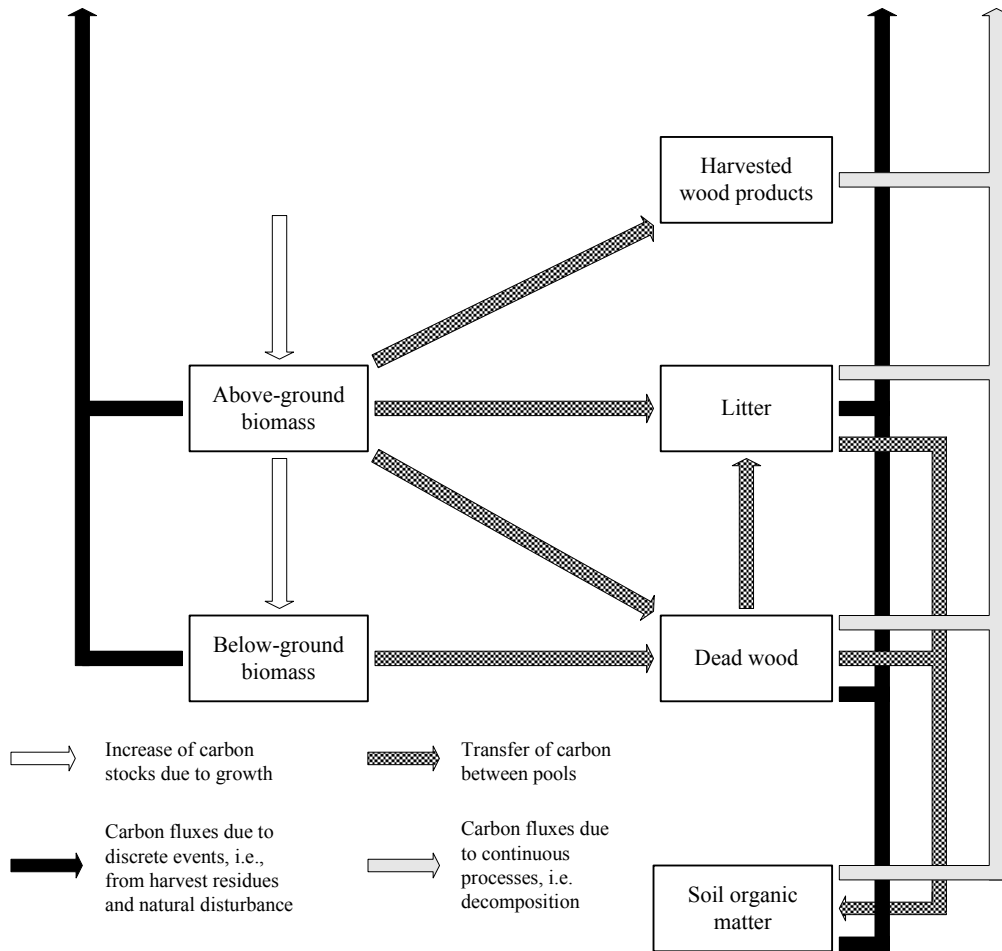 Harvested
wood products
Above-ground
biomass
Litter
Below-ground
biomass
Dead wood
Increase of carbon
stocks due to growth
Transfer of carbon
between pools
Carbon fluxes due to
discrete events, i.e.,
from harvest residues
and natural disturbance
Carbon fluxes due
to continuous
processes, i.e.
decomposition
Soil organic
matter